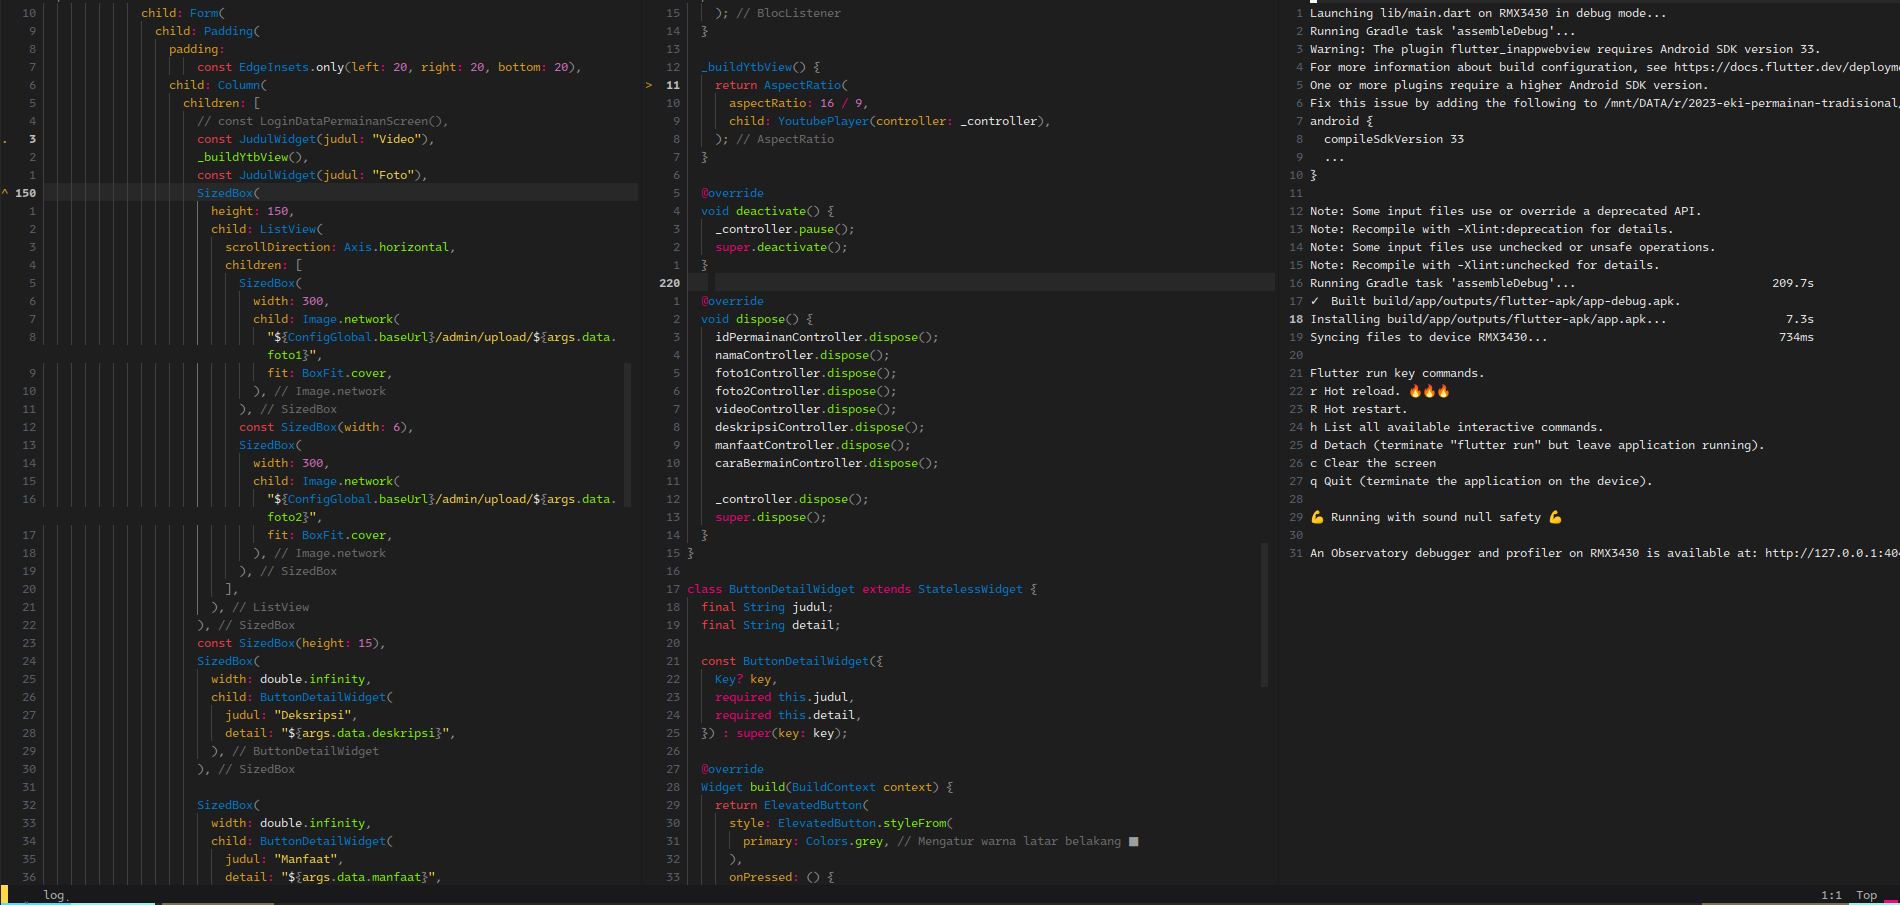 10 child: Form(
9 child: Padding(
8 padding:
7 const EdgeInsets.only(left: 20, right: 20, bottom: 20),
6 child: Column(
5 children: [
4 // const LoginDataPermainanScreen(),
. 3 const JudulWidget(judul: "Video"),
2 _buildYtbView(),
1 const JudulWidget(judul: "Foto"),
^ 150 SizedBox(
1 height: 150,
2 child: ListView(
3 scrollDirection: Axis.horizontal,
4 children: [
5 SizedBox(
6 width: 300,
7 child: Image.network(
8 "${ConfigGlobal.baseUrl}/admin/upload/${args.data.
foto1}",
9 fit: BoxFit.cover,
10 ), // Image.network
11 ), // SizedBox
12 const SizedBox(width: 6),
13 SizedBox(
14 width: 300,
15 child: Image.network(
16 "${ConfigGlobal.baseUrl}/admin/upload/${args.data.
foto2}",
17 fit: BoxFit.cover,
18 ), // Image.network
19 ), // SizedBox
20 ],
21 ), // ListView
22 ), // SizedBox
23 const SizedBox(height: 15),
24 SizedBox(
25 width: double.infinity,
26 child: ButtonDetailWidget(
27 judul: "Deksripsi",
28 detail: "${args.data.deskripsi}",
29 ), // ButtonDetailWidget
30 ), // SizedBox
31
32 SizedBox(
33 width: double.infinity,
34 child: ButtonDetailWidget(
35 judul: "Manfaat",
36 detail: "${args.data.manfaat}",
15 ); // BlocListener
14 }
13
12 _buildYtbView() {
> 11 return AspectRatio(
10 aspectRatio: 16 / 9,
9 child: YoutubePlayer(controller: _controller),
8 ); // AspectRatio
7 }
6
5 @override
4 void deactivate() {
3 _controller.pause();
2 super.deactivate();
1 }
220
1 @override
2 void dispose() {
3 idPermainanController.dispose();
4 namaController.dispose();
5 foto1Controller.dispose();
6 foto2Controller.dispose();
7 videoController.dispose();
8 deskripsiController.dispose();
9 manfaatController.dispose();
10 caraBermainController.dispose();
11
12 _controller.dispose();
13 super.dispose();
14 }
15 }
16
17 class ButtonDetailWidget extends StatelessWidget {
18 final String judul;
19 final String detail;
20
21 const ButtonDetailWidget({
22 Key? key,
23 required this.judul,
24 required this.detail,
25 }) : super(key: key);
26
27 @override
28 Widget build(BuildContext context) {
29 return ElevatedButton(
30 style: ElevatedButton.styleFrom(
31 primary: Colors.grey, // Mengatur warna latar belakang ■
32 ),
33 onPressed: () {
1 Launching lib/main.dart on RMX3430 in debug mode...
2 Running Gradle task 'assembleDebug'...
3 Warning: The plugin flutter_inappwebview requires Android SDK version 33.
4 For more information about build configuration, see https://docs.flutter.dev/deployme
5 One or more plugins require a higher Android SDK version.
6 Fix this issue by adding the following to /mnt/DATA/r/2023-eki-permainan-tradisional
7 android {
8 compileSdkVersion 33
9 ...
10 }
11
12 Note: Some input files use or override a deprecated API.
13 Note: Recompile with -Xlint:deprecation for details.
14 Note: Some input files use unchecked or unsafe operations.
15 Note: Recompile with -Xlint:unchecked for details.
16 Running Gradle task 'assembleDebug'... 209.7s
17 ✓ Built build/app/outputs/flutter-apk/app-debug.apk.
18 Installing build/app/outputs/flutter-apk/app.apk... 7.3s
19 Syncing files to device RMX3430... 734ms
20
21 Flutter run key commands.
22 r Hot reload. 🔥🔥🔥
23 R Hot restart.
24 h List all available interactive commands.
25 d Detach (terminate "flutter run" but leave application running).
26 c Clear the screen
27 q Quit (terminate the application on the device).
28
29 💪 Running with sound null safety 💪
30
31 An Observatory debugger and profiler on RMX3430 is available at: http://127.0.0.1:404
log 1:1 Top